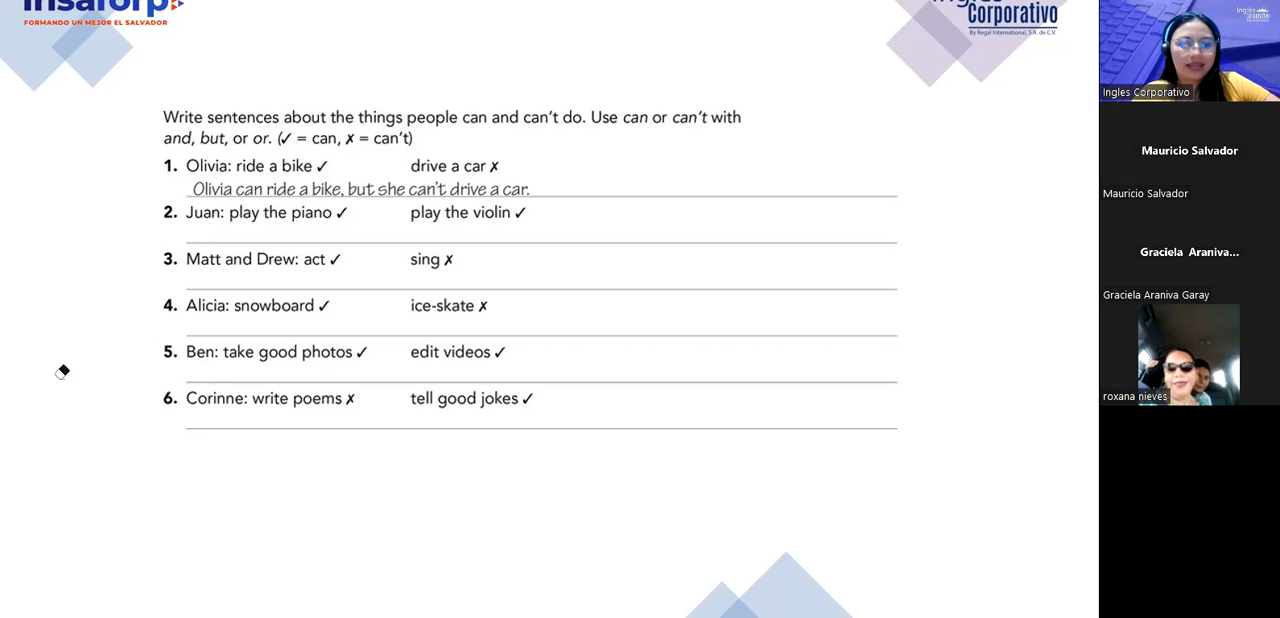 insaforp
FORMANDO UN MEJOR EL SALVADOR
Corporativo
By Regal International, S.A. de C.V.
Write sentences about the things people can and can't do. Use can or can't with
and, but, or or. (✓ = can, ✗ = can't)
1. Olivia: ride a bike ✓ drive a car ✗
Olivia can ride a bike, but she can't drive a car.
2. Juan: play the piano ✓ play the violin ✓
3. Matt and Drew: act ✓ sing ✗
4. Alicia: snowboard ✓ ice-skate ✗
5. Ben: take good photos ✓ edit videos ✓
6. Corinne: write poems ✗ tell good jokes ✓
Ingles Corporativo
Mauricio Salvador
Mauricio Salvador
Graciela Araniva...
Graciela Araniva Garay
roxana nieves